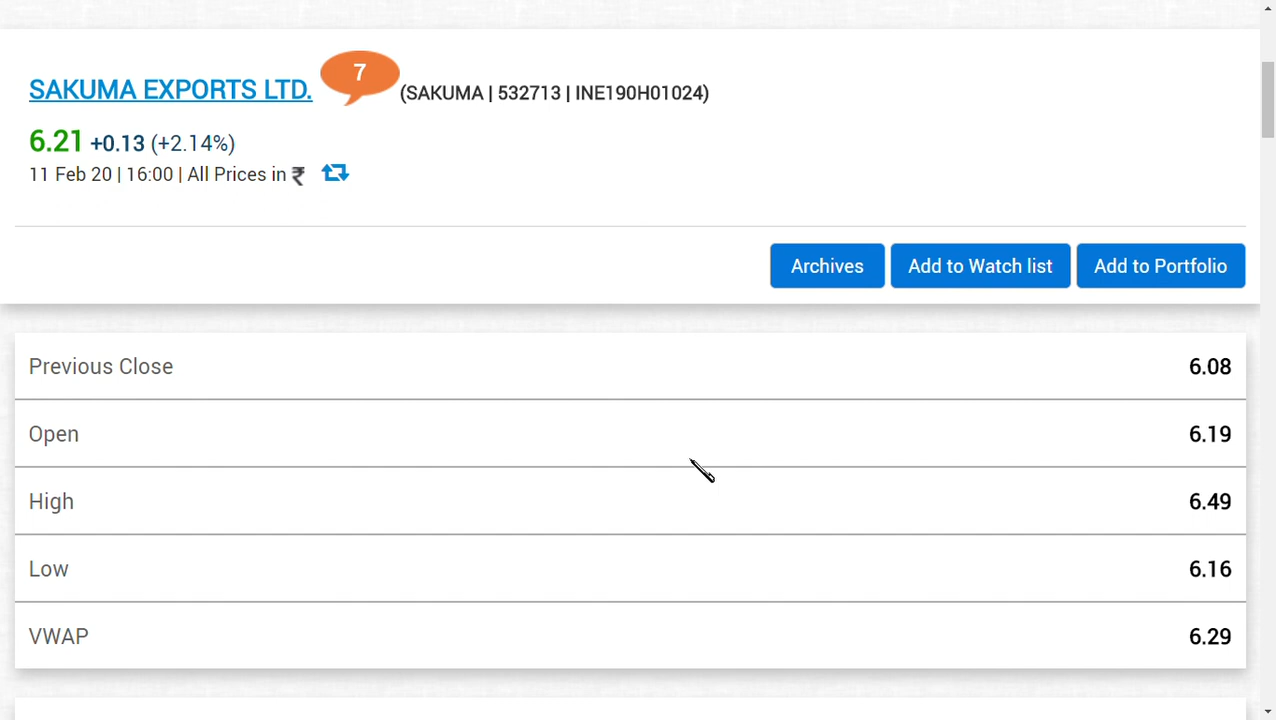 SAKUMA EXPORTS LTD. 7 (SAKUMA | 532713 | INE190H01024)
6.21 +0.13 (+2.14%)
11 Feb 20 | 16:00 | All Prices in ₹
Archives Add to Watch list Add to Portfolio
Previous Close 6.08
Open 6.19
High 6.49
Low 6.16
VWAP 6.29